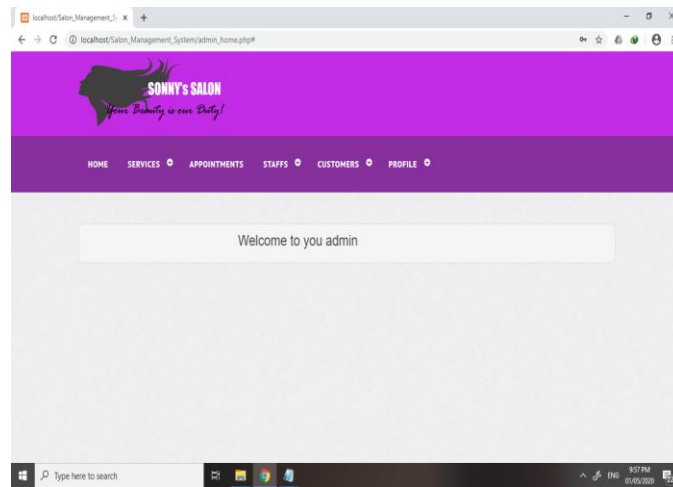 localhost/Salon_Management_S
localhost/Salon_Management_System/admin_home.php#
SONNY's SALON
Your Beauty is our Duty!
HOME SERVICES APPOINTMENTS STAFFS CUSTOMERS PROFILE
Welcome to you admin
Type here to search
ENG
9:57 PM
01/05/2020